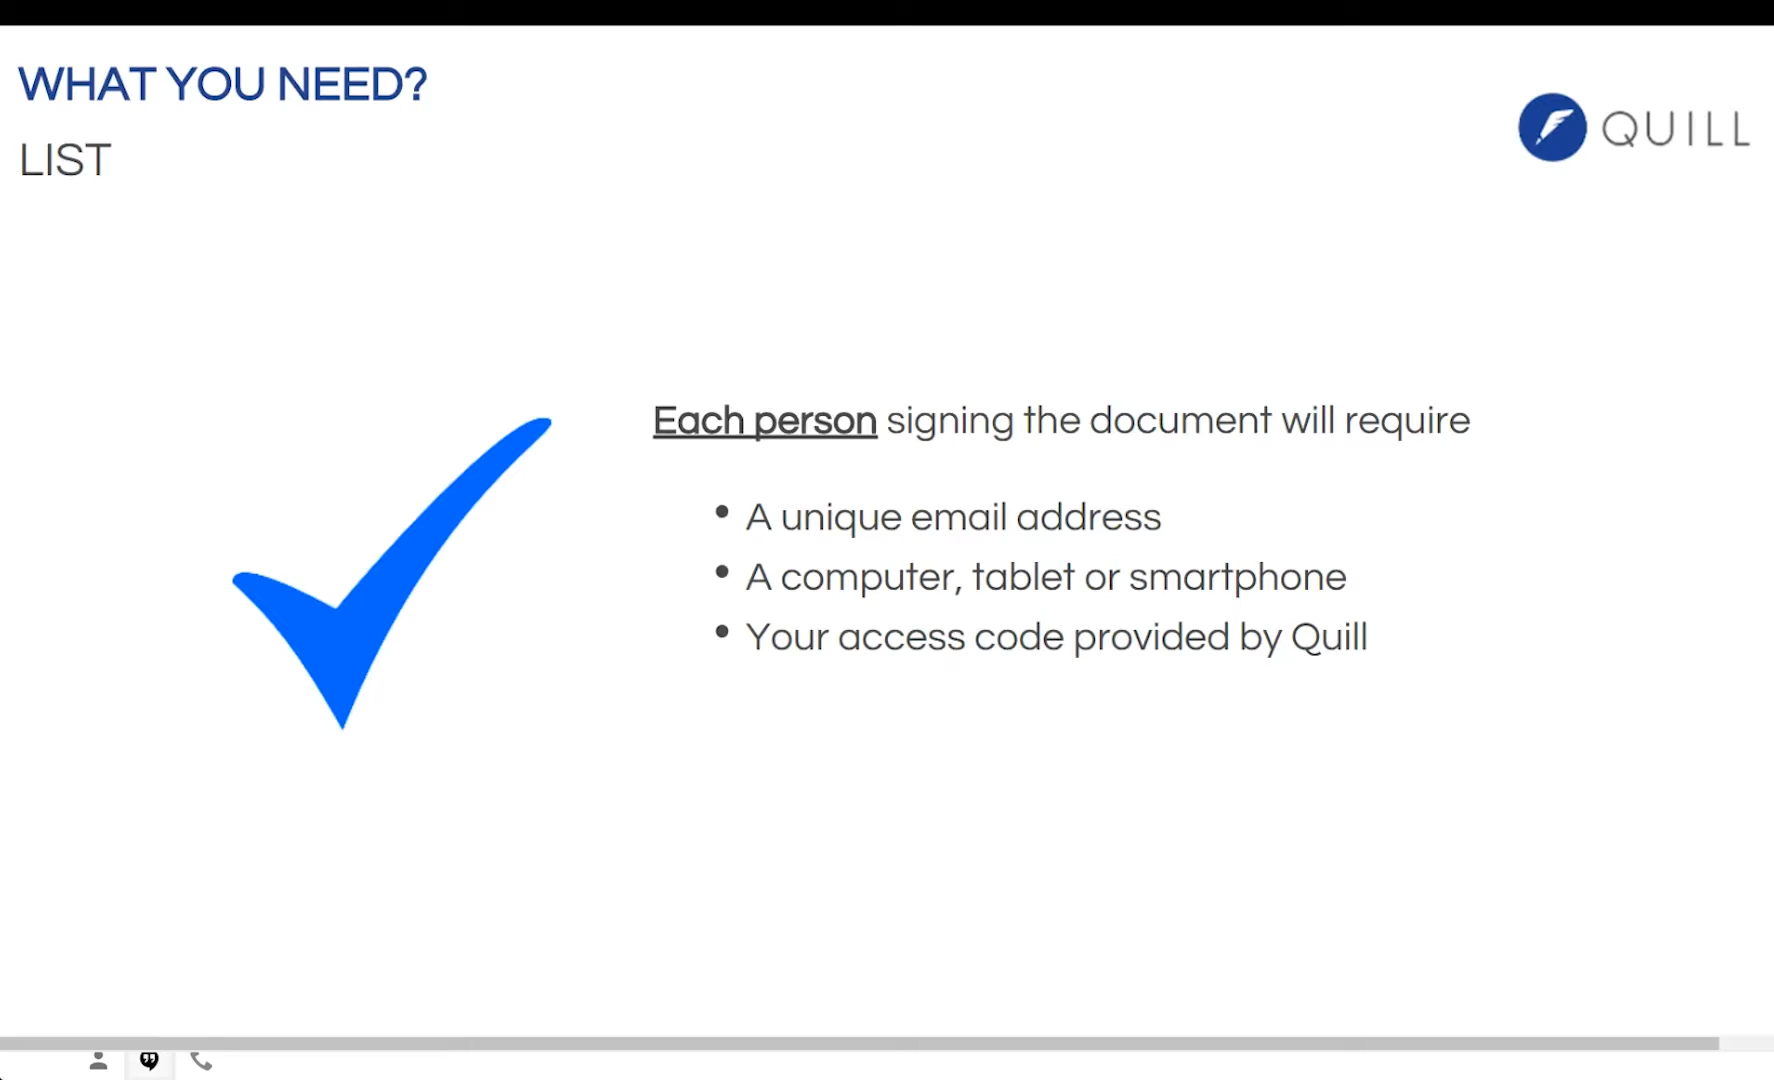 WHAT YOU NEED?
LIST
QUILL
Each person signing the document will require
• A unique email address
• A computer, tablet or smartphone
• Your access code provided by Quill